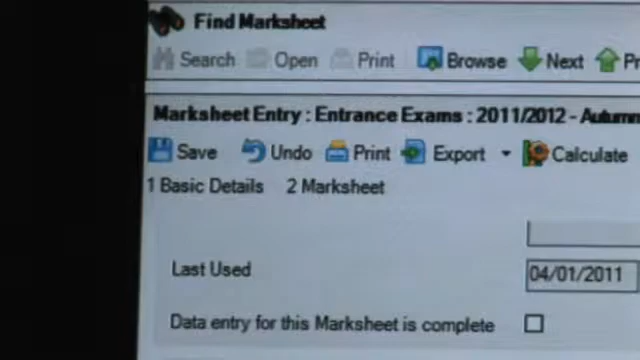 Find Marksheet
Search Open Print Browse Next
Marksheet Entry : Entrance Exams : 2011/2012 - Autumn
Save Undo Print Export Calculate
1 Basic Details 2 Marksheet
Last Used 04/01/2011
Data entry for this Marksheet is complete